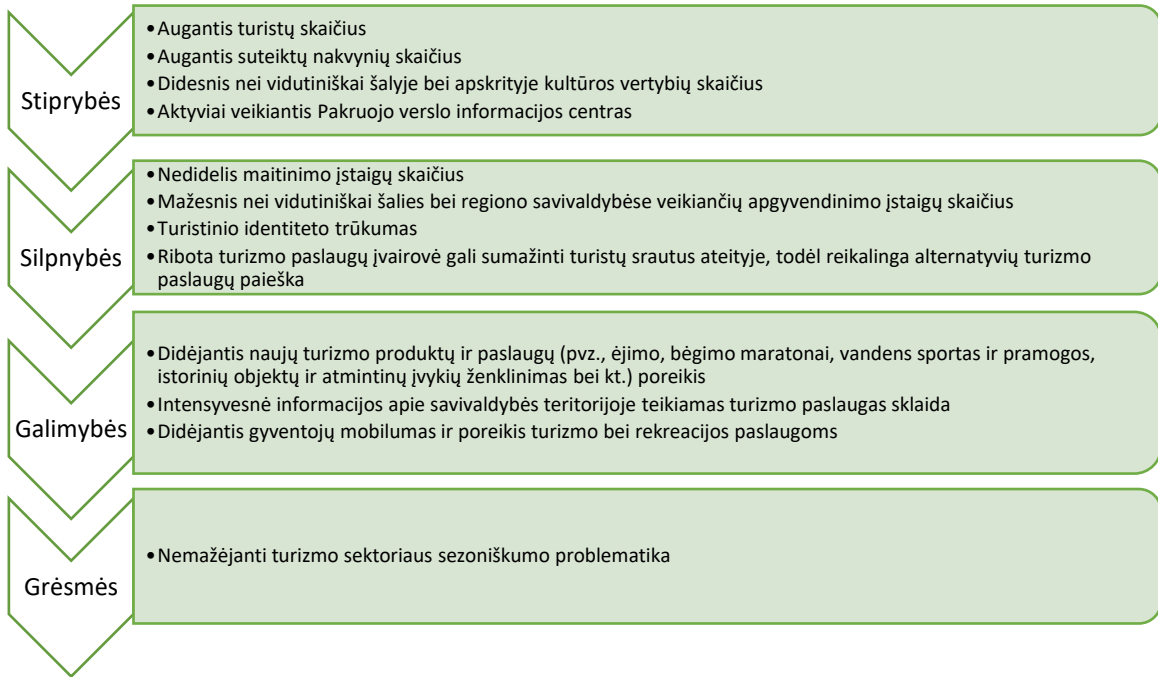 Stiprybės
•Augantis turistų skaičius
•Augantis suteiktų nakvynių skaičius
•Didesnis nei vidutiniškai šalyje bei apskrityje kultūros vertybių skaičius
•Aktyviai veikiantis Pakruojo verslo informacijos centras
Silpnybės
•Nedidelis maitinimo įstaigų skaičius
•Mažesnis nei vidutiniškai šalies bei regiono savivaldybėse veikiančių apgyvendinimo įstaigų skaičius
•Turistinio identiteto trūkumas
•Ribota turizmo paslaugų įvairovė gali sumažinti turistų srautus ateityje, todėl reikalinga alternatyvių turizmo
paslaugų paieška
Galimybės
•Didėjantis naujų turizmo produktų ir paslaugų (pvz., ėjimo, bėgimo maratonai, vandens sportas ir pramogos,
istorinių objektų ir atmintinų įvykių ženklinimas bei kt.) poreikis
•Intensyvesnė informacijos apie savivaldybės teritorijoje teikiamas turizmo paslaugas sklaida
•Didėjantis gyventojų mobilumas ir poreikis turizmo bei rekreacijos paslaugoms
Grėsmės
•Nemažėjanti turizmo sektoriaus sezoniškumo problematika